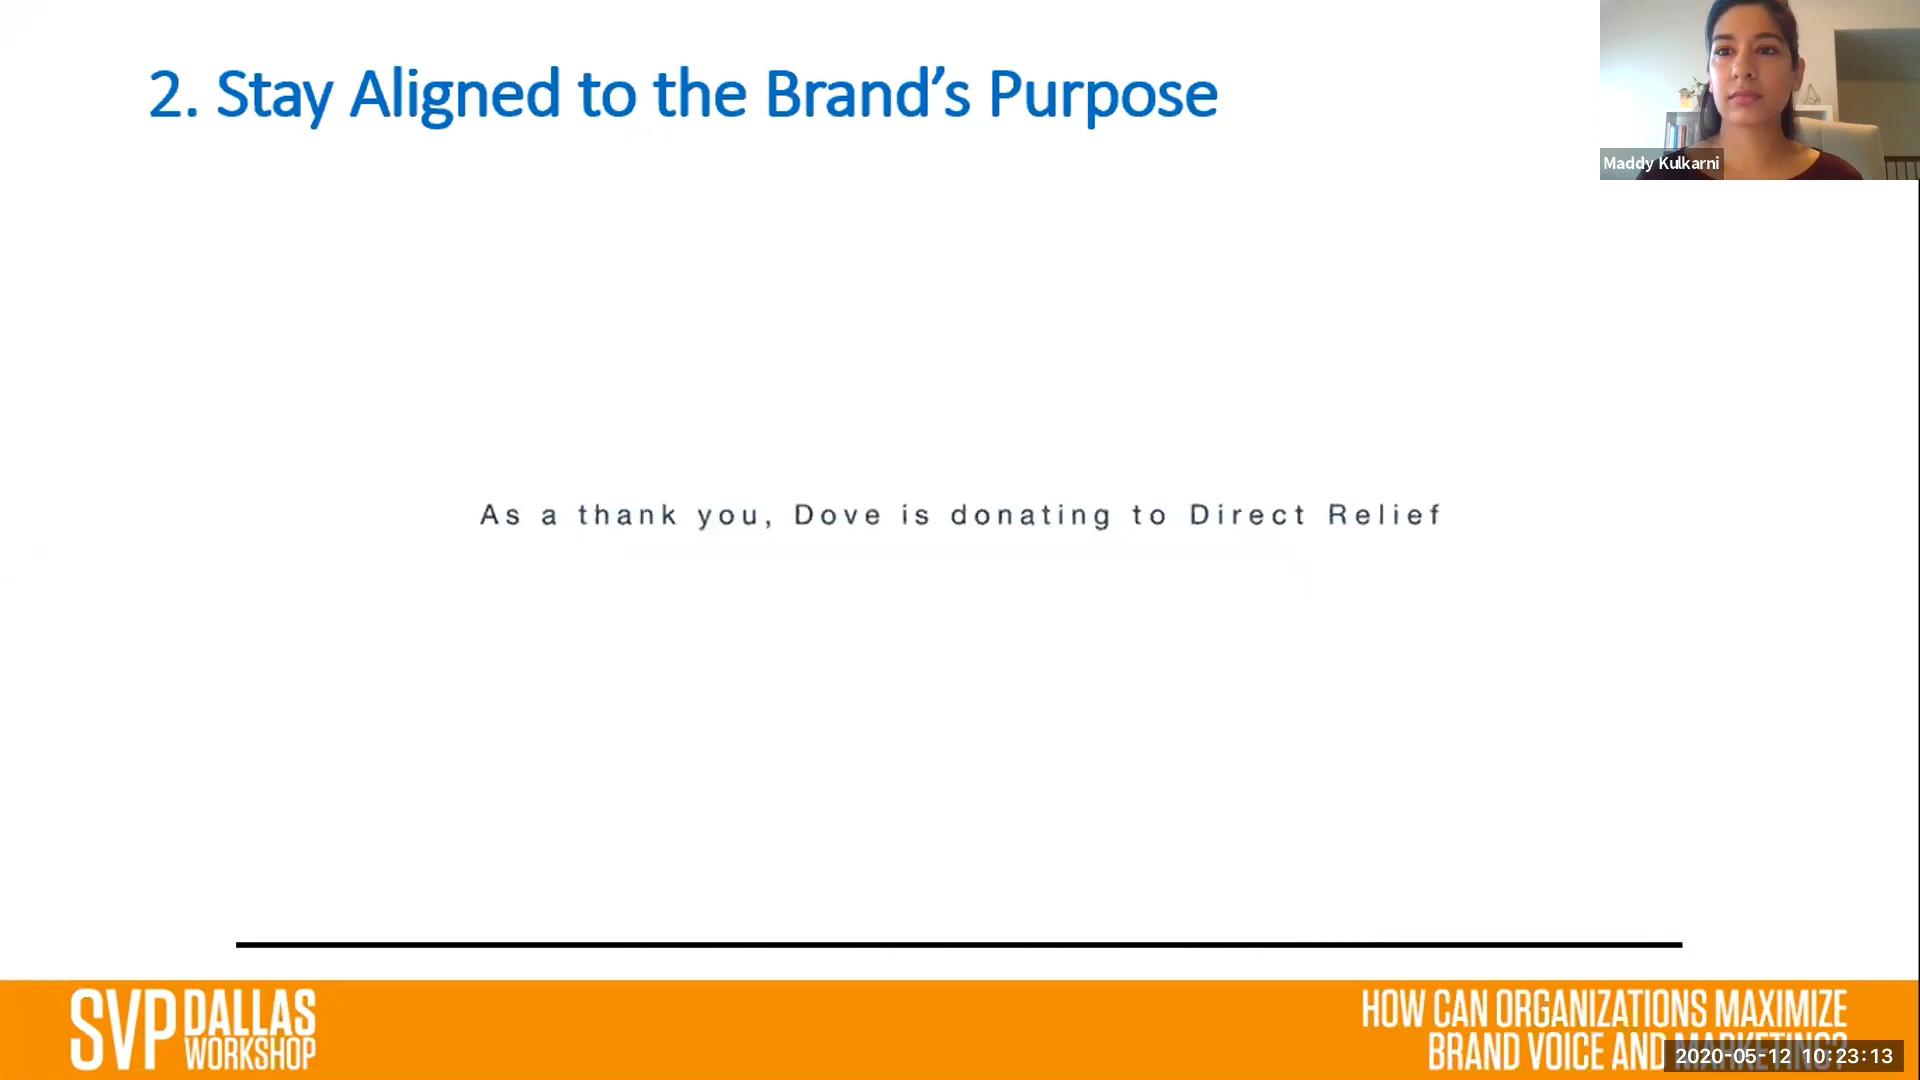 2. Stay Aligned to the Brand's Purpose
Maddy Kulkarni
As a thank you, Dove is donating to Direct Relief
SVP DALLAS
WORKSHOP
HOW CAN ORGANIZATIONS MAXIMIZE
BRAND VOICE AND MARKETING?
2020-05-12 10:23:13